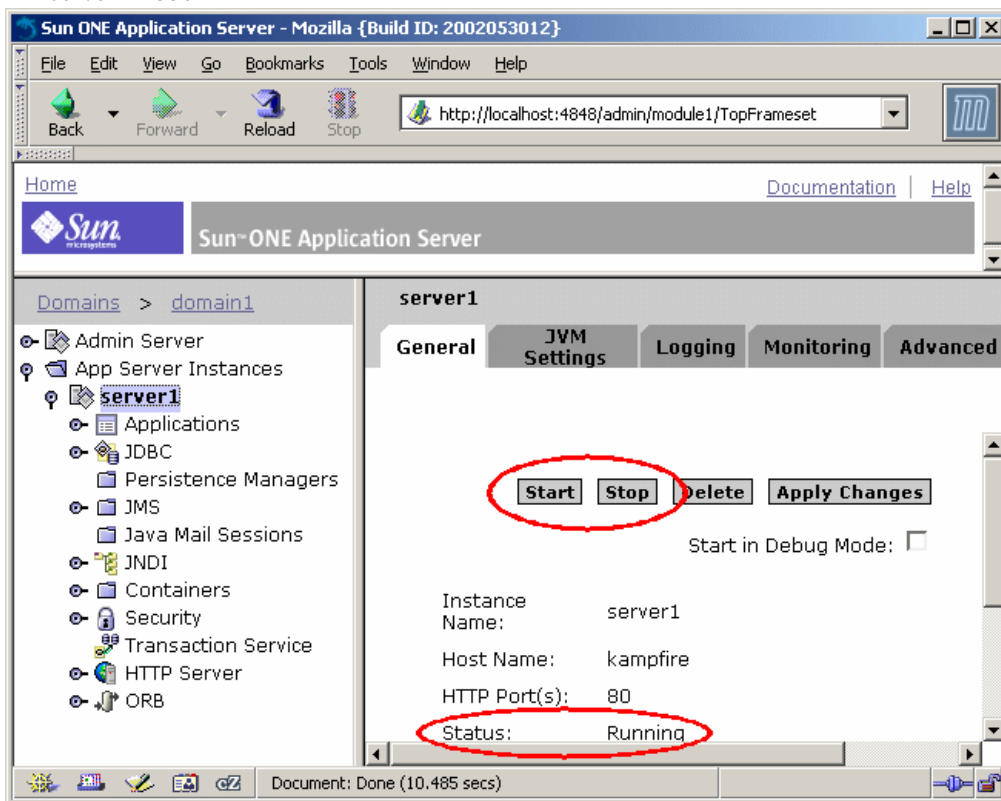 Sun ONE Application Server - Mozilla {Build ID: 2002053012}
File Edit View Go Bookmarks Tools Window Help
Back Forward Reload Stop http://localhost:4848/admin/module1/TopFrameset
Home Documentation | Help
Sun microsystems Sun™ ONE Application Server
Domains > domain1
Admin Server
App Server Instances
server1
Applications
JDBC
Persistence Managers
JMS
Java Mail Sessions
JNDI
Containers
Security
Transaction Service
HTTP Server
ORB
server1
General JVM Settings Logging Monitoring Advanced
Start Stop Delete Apply Changes
Start in Debug Mode:
Instance Name: server1
Host Name: kampfire
HTTP Port(s): 80
Status: Running
Document: Done (10.485 secs)